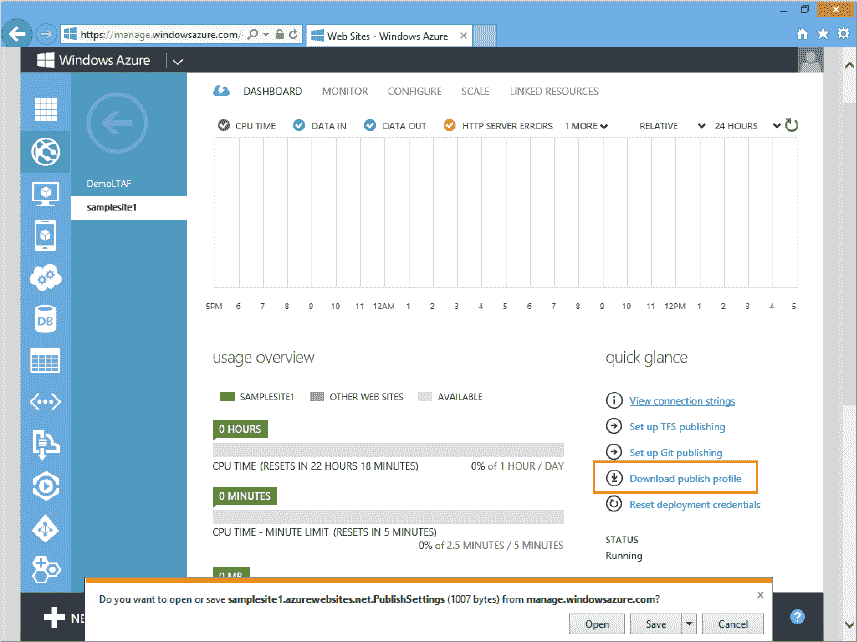 https://manage.windowsazure.com/
Web Sites - Windows Azure
Windows Azure
DASHBOARD MONITOR CONFIGURE SCALE LINKED RESOURCES
CPU TIME DATA IN DATA OUT HTTP SERVER ERRORS 1 MORE RELATIVE 24 HOURS
DemoLTAF
samplesite1
5PM 6 7 8 9 10 11 12AM 1 2 3 4 5 6 7 8 9 10 11 12PM 1 2 3 4 5
usage overview
SAMPLESITE1 OTHER WEB SITES AVAILABLE
0 HOURS
CPU TIME (RESETS IN 22 HOURS 18 MINUTES) 0% of 1 HOUR / DAY
0 MINUTES
CPU TIME - MINUTE LIMIT (RESETS IN 5 MINUTES)
0% of 2.5 MINUTES / 5 MINUTES
0 MB
quick glance
View connection strings
Set up TFS publishing
Set up Git publishing
Download publish profile
Reset deployment credentials
STATUS
Running
DB
NE
Do you want to open or save samplesite1.azurewebsites.net.PublishSettings (1007 bytes) from manage.windowsazure.com?
x
Open Save Cancel
?